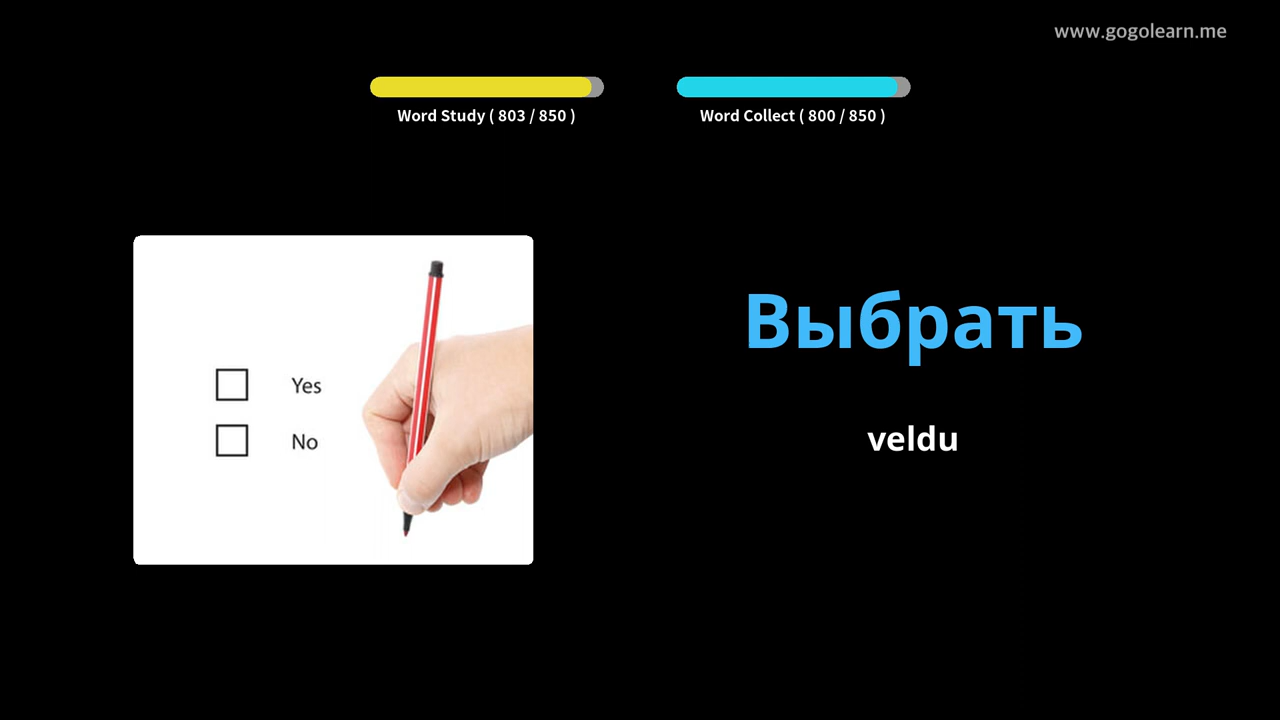 www.gogolearn.me
Word Study ( 803 / 850 )
Word Collect ( 800 / 850 )
Yes
No
Выбрать
veldu